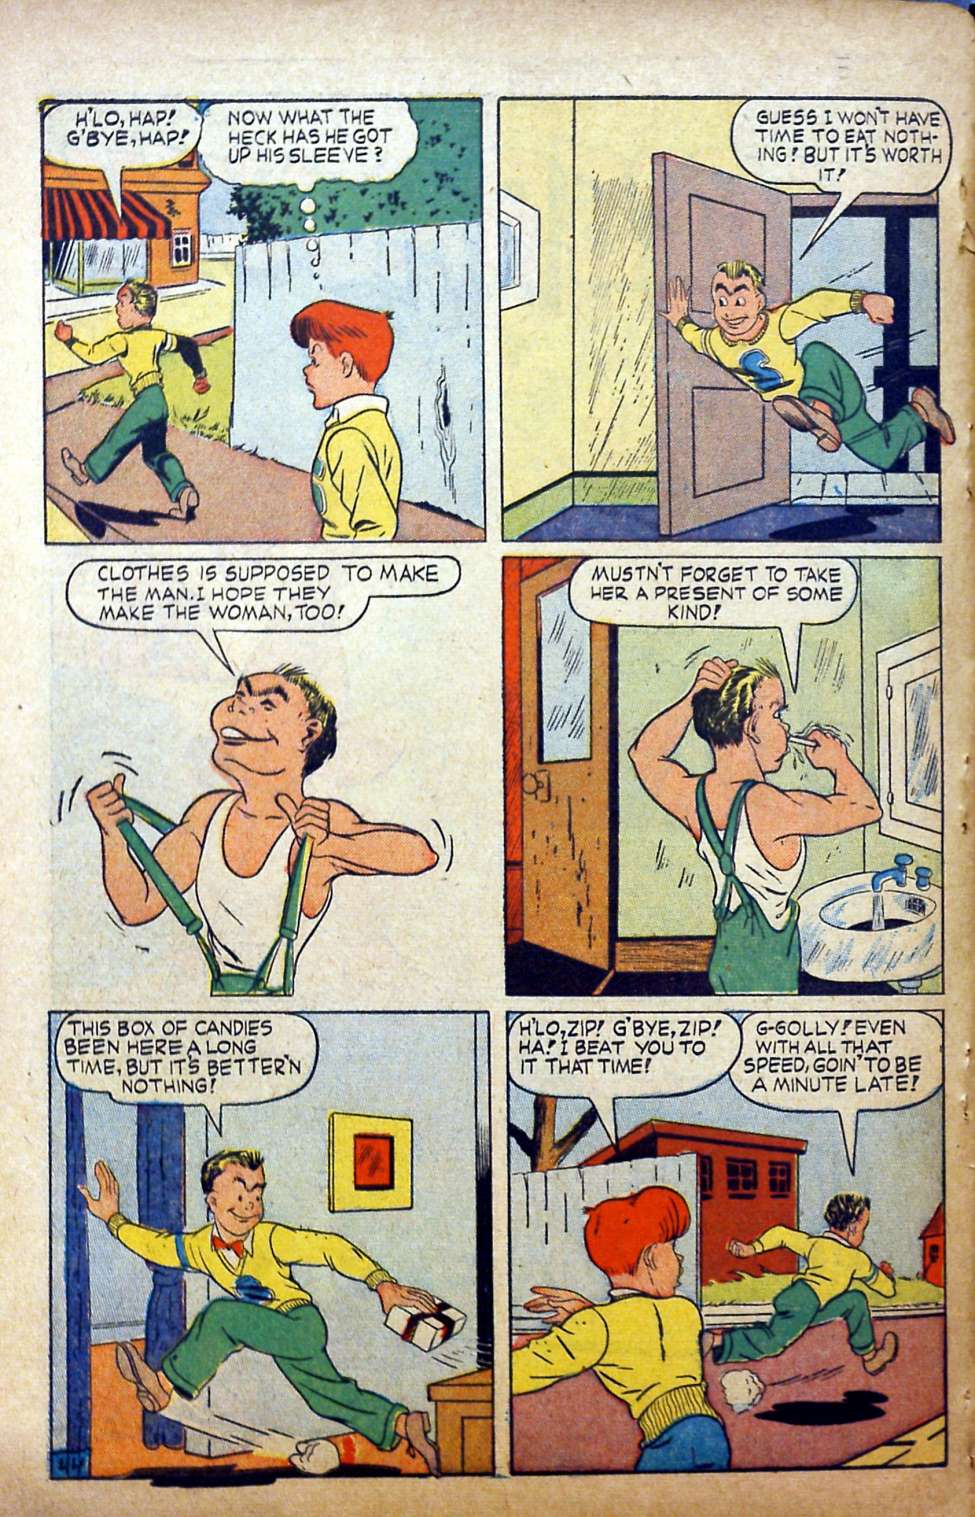 H'LO, HAP!
G'BYE, HAP!
NOW WHAT THE
HECK HAS HE GOT
UP HIS SLEEVE?
GUESS I WON'T HAVE
TIME TO EAT NOTH-
ING! BUT IT'S WORTH
IT!
CLOTHES IS SUPPOSED TO MAKE
THE MAN. I HOPE THEY
MAKE THE WOMAN, TOO!
MUSTN'T FORGET TO TAKE
HER A PRESENT OF SOME
KIND!
THIS BOX OF CANDIES
BEEN HERE A LONG
TIME, BUT IT'S BETTER'N
NOTHING!
H'LO, ZIP! G'BYE, ZIP!
HA! I BEAT YOU TO
IT THAT TIME!
G-GOLLY! EVEN
WITH ALL THAT
SPEED, GOIN' TO BE
A MINUTE LATE!